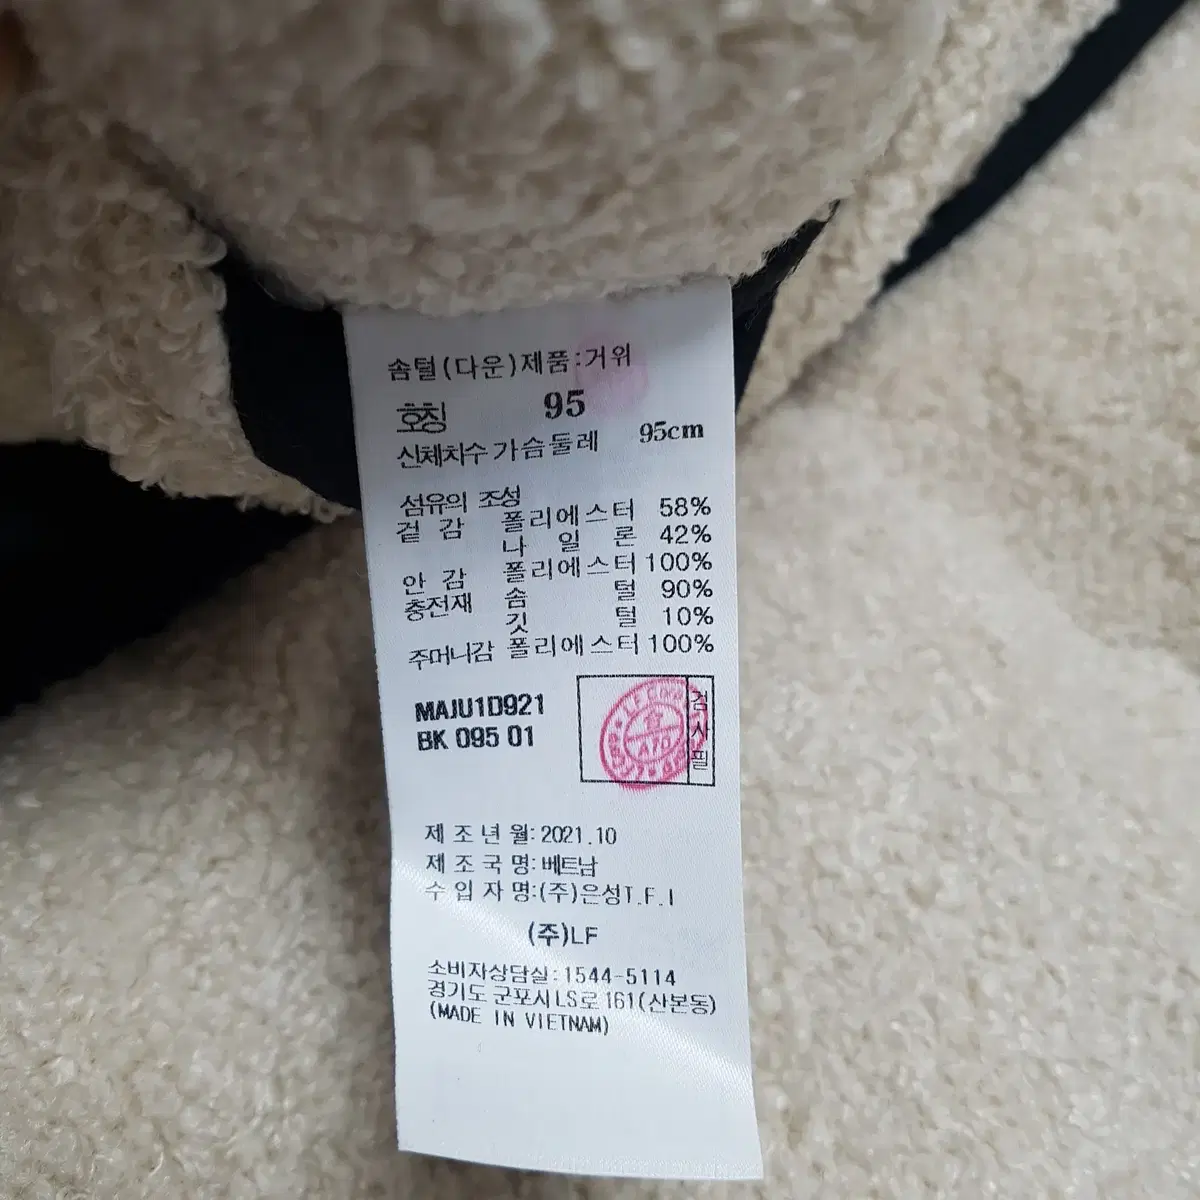 솜털(다운)제품:거위
호칭 95
신체치수 가슴둘레 95cm
섬유의 조성
겉 감 폴리에스터 58%
나 일 론 42%
안 감 폴리에스터 100%
충전재 솜 털 90%
깃 털 10%
주머니감 폴리에스터 100%
MAJU1D921
BK 095 01
검사필
제 조 년 월: 2021.10
제 조 국 명: 베트남
수 입 자 명:(주)은성T.F.I
(주)LF
소비자상담실:1544-5114
경기도 군포시 LS로 161(산본동)
(MADE IN VIETNAM)